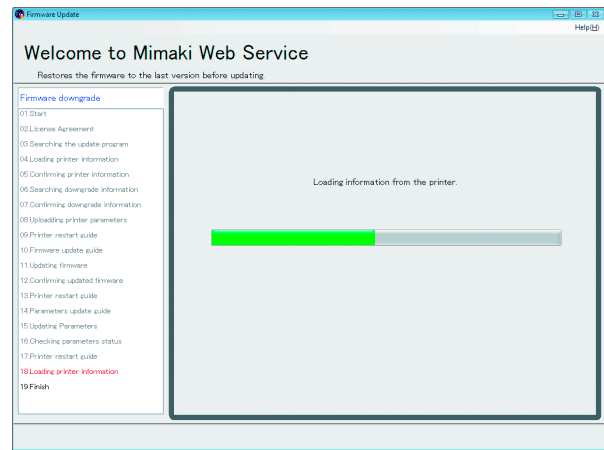 Firmware Update
Help(H)
Welcome to Mimaki Web Service
Restores the firmware to the last version before updating.
Firmware downgrade
01.Start
02.License Agreement
03.Searching the update program
04.Loading printer information
05.Confirming printer information
06.Searching downgrade information
07.Confirming downgrade information
08.Uploadding printer parameters
09.Printer restart guide
10.Firmware update guide
11.Updating firmware
12.Confirming updated firmware
13.Printer restart guide
14.Parameters update guide
15.Updating Parameters
16.Checking parameters status
17.Printer restart guide
18.Loading printer information
19.Finish
Loading information from the printer.